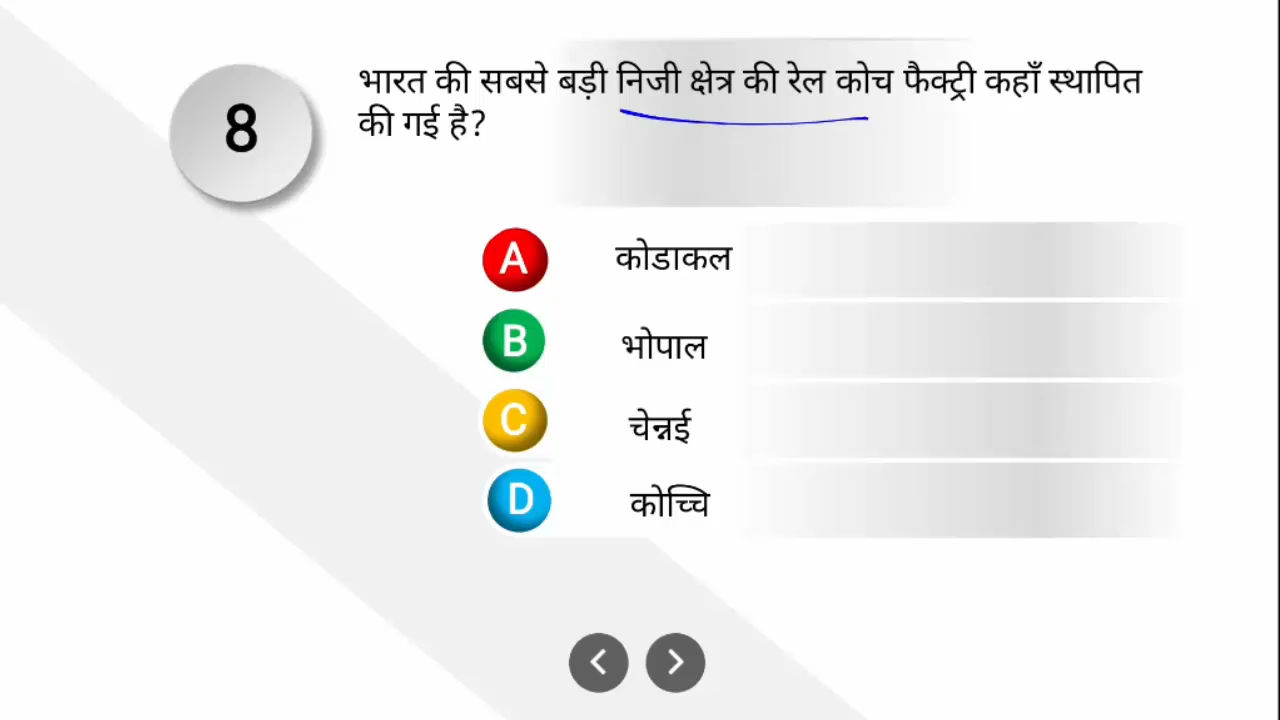 8
भारत की सबसे बड़ी निजी क्षेत्र की रेल कोच फैक्ट्री कहाँ स्थापित
की गई है?
A कोडाकल
B भोपाल
C चेन्नई
D कोच्चि